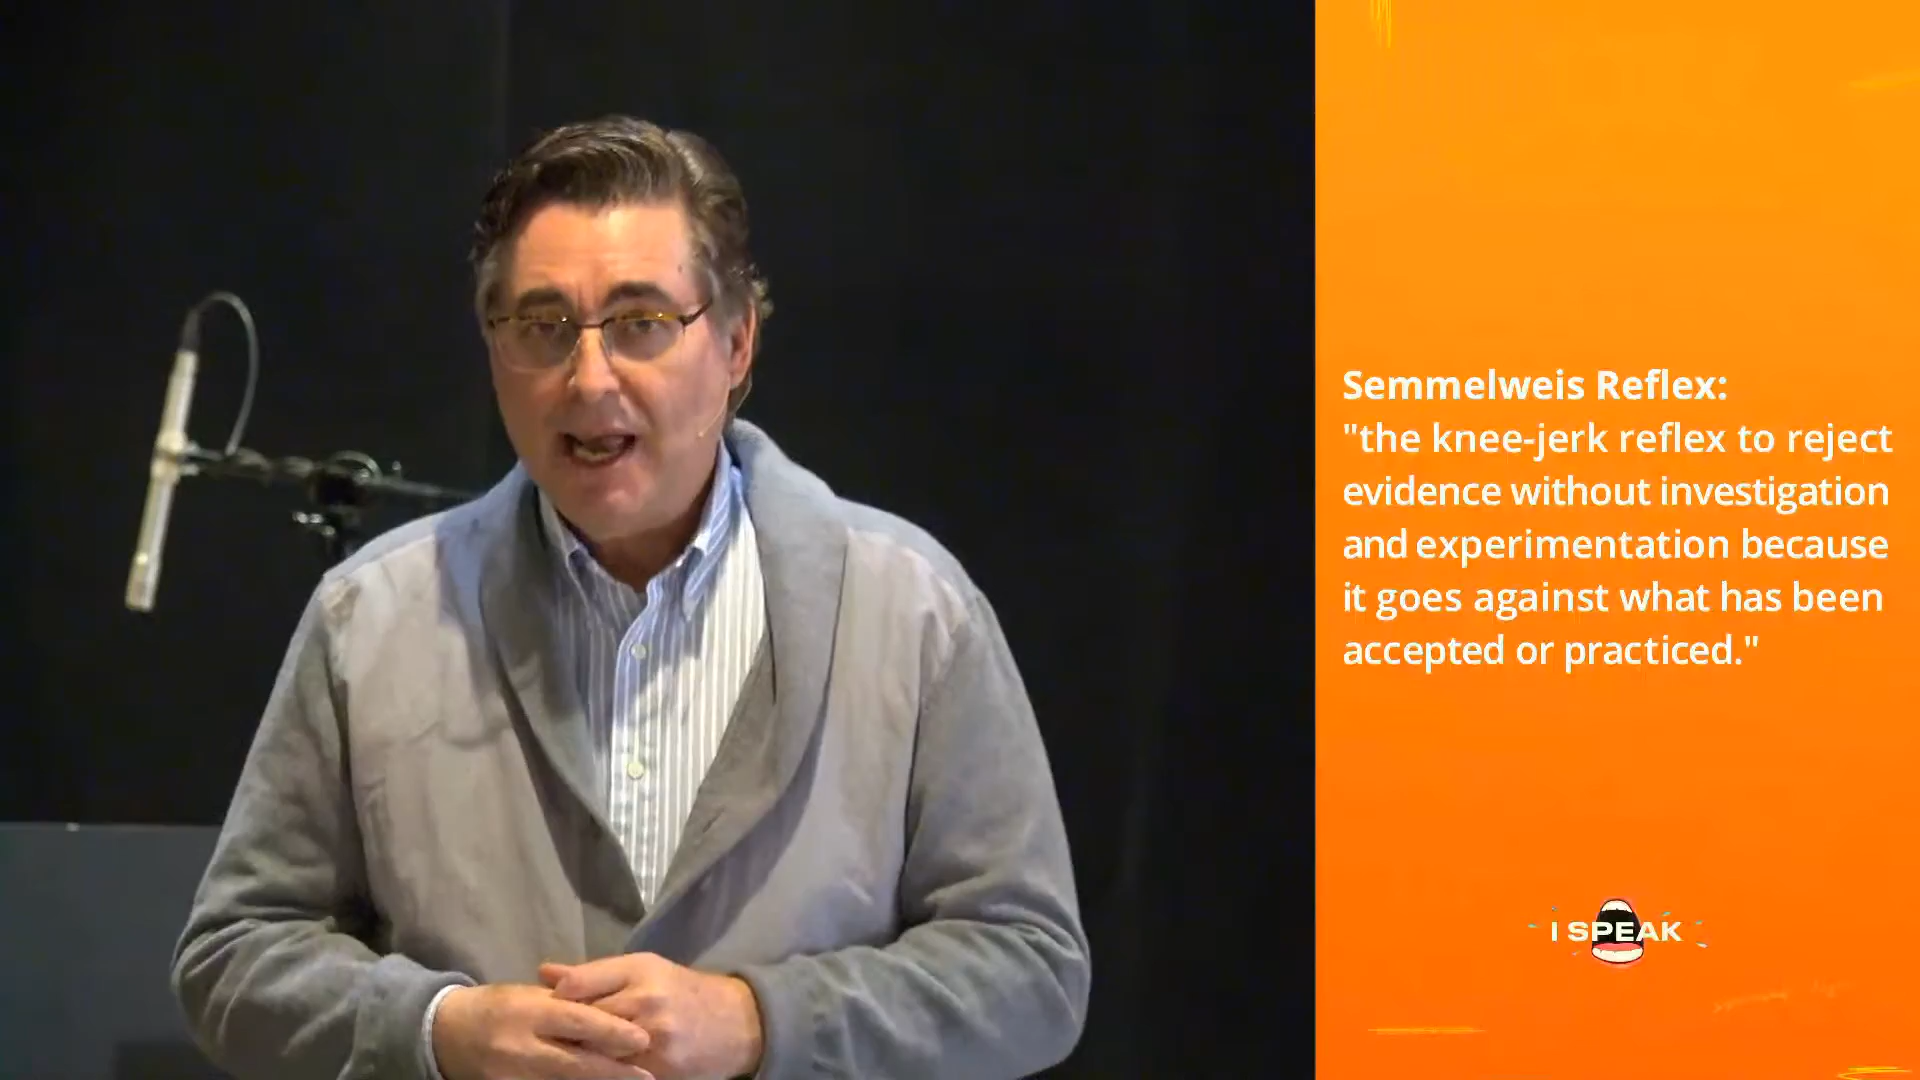 Semmelweis Reflex:
"the knee-jerk reflex to reject
evidence without investigation
and experimentation because
it goes against what has been
accepted or practiced."
I SPEAK